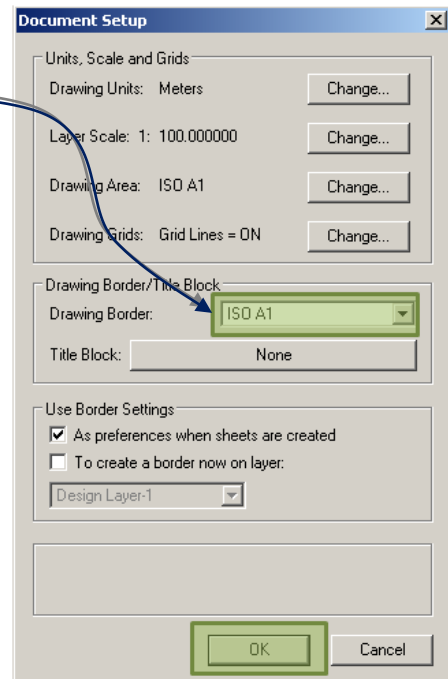 Document Setup
Units, Scale and Grids
Drawing Units: Meters Change...
Layer Scale: 1: 100.000000 Change...
Drawing Area: ISO A1 Change...
Drawing Grids: Grid Lines = ON Change...
Drawing Border/Title Block
Drawing Border: ISO A1
Title Block: None
Use Border Settings
As preferences when sheets are created
To create a border now on layer:
Design Layer-1
OK Cancel